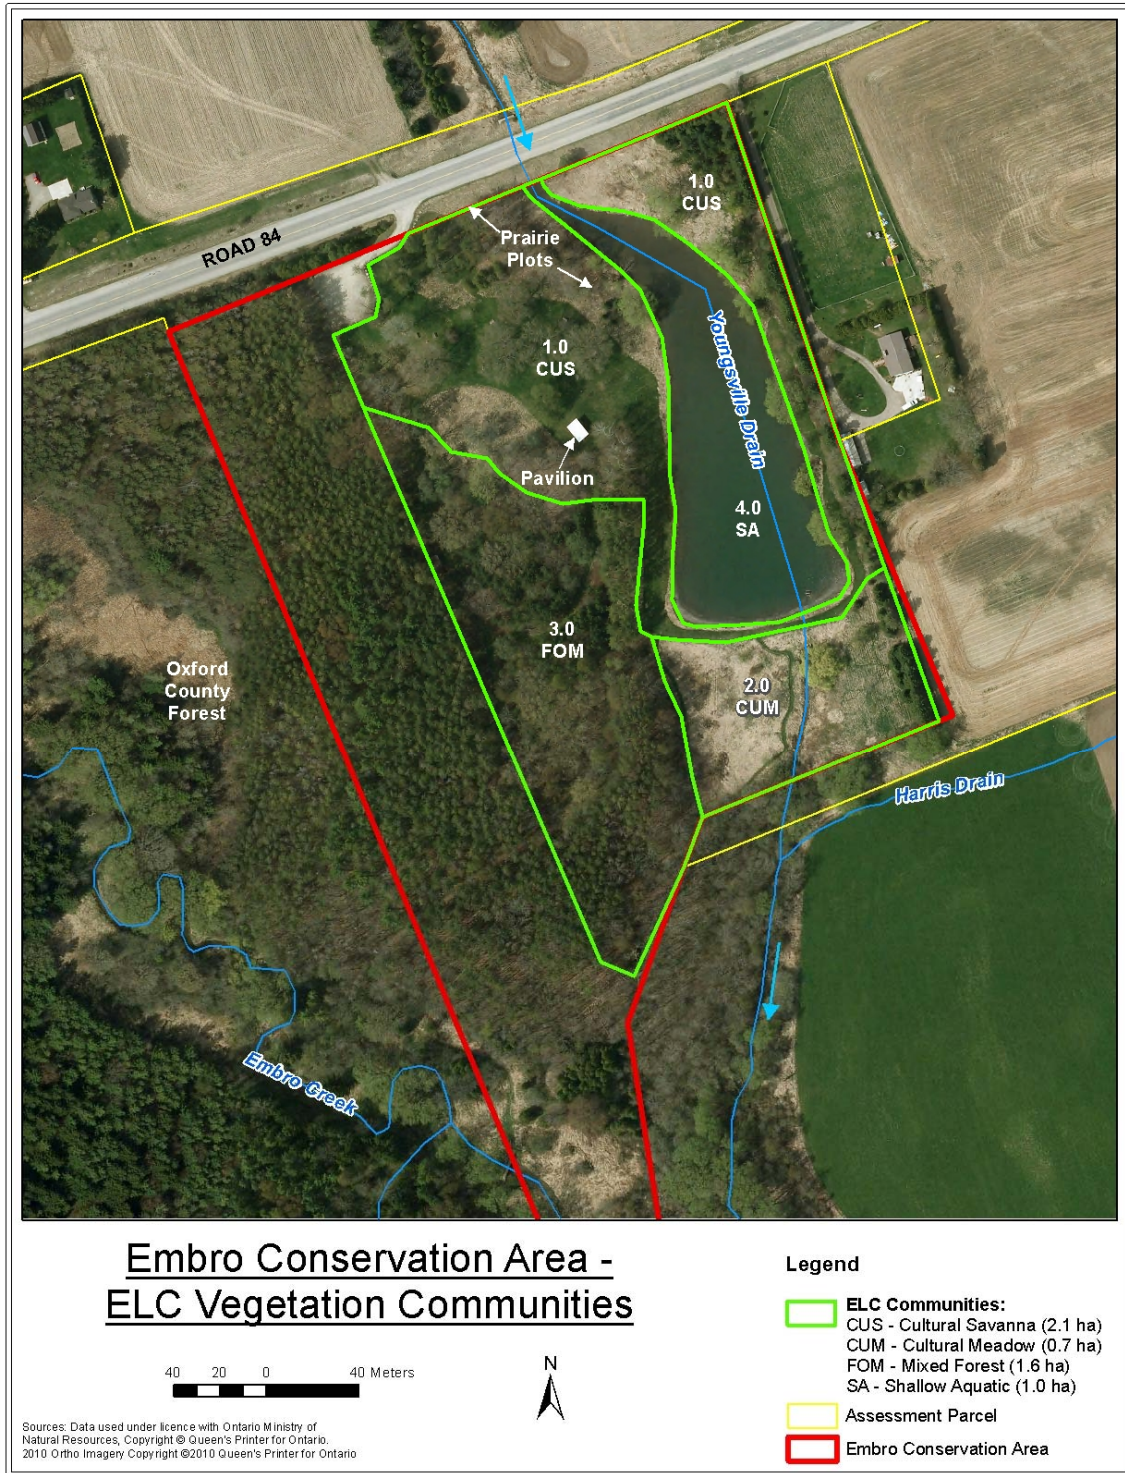 1.0
CUS
ROAD 84
Prairie
Plots
1.0
CUS
Youngsville Drain
Pavilion
4.0
SA
3.0
FOM
Oxford
County
Forest
2.0
CUM
Harris Drain
Embro Creek
Embro Conservation Area -
ELC Vegetation Communities
40 20 0 40 Meters
N
Sources: Data used under licence with Ontario Ministry of
Natural Resources, Copyright © Queen's Printer for Ontario.
2010 Ortho Imagery Copyright ©2010 Queen's Printer for Ontario
Legend
ELC Communities:
CUS - Cultural Savanna (2.1 ha)
CUM - Cultural Meadow (0.7 ha)
FOM - Mixed Forest (1.6 ha)
SA - Shallow Aquatic (1.0 ha)
Assessment Parcel
Embro Conservation Area